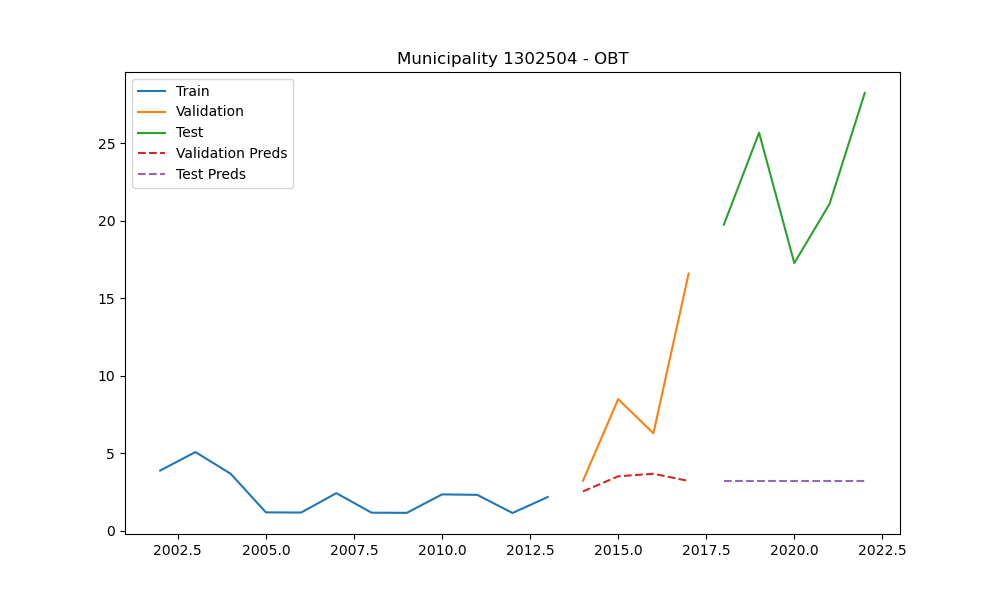 Municipality 1302504 - OBT
Train
Validation
Test
Validation Preds
Test Preds
25
20
15
10
5
0
2002.5 2005.0 2007.5 2010.0 2012.5 2015.0 2017.5 2020.0 2022.5